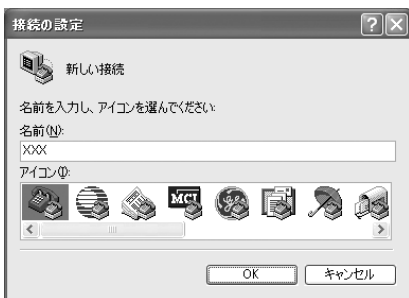 接続の設定
新しい接続
名前を入力し、アイコンを選んでください:
名前(N):
XXX
アイコン(I):
MCI
OK
キャンセル